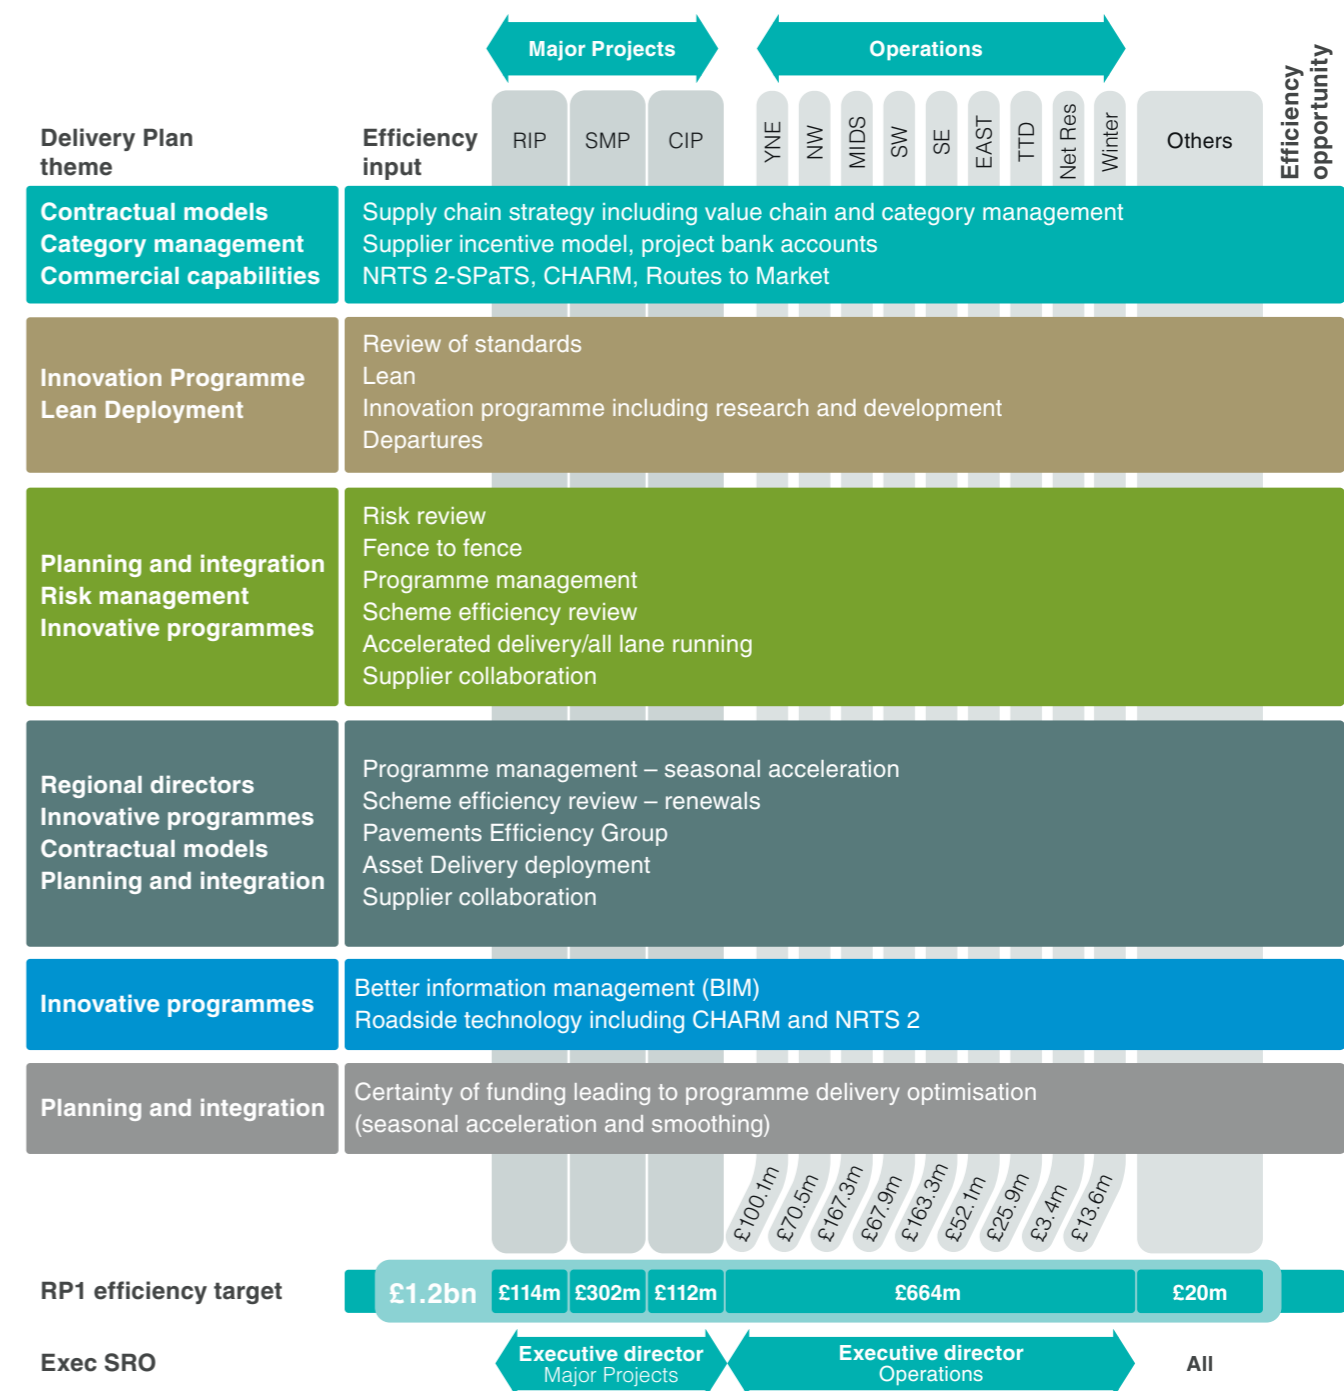 Major Projects
Operations
Delivery Plan
theme
Efficiency
input
RIP
SMP
CIP
YNE
NW
MIDS
SW
SE
EAST
TTD
Net Res
Winter
Others
Efficiency
opportunity
Contractual models
Category management
Commercial capabilities
Supply chain strategy including value chain and category management
Supplier incentive model, project bank accounts
NRTS 2-SPaTS, CHARM, Routes to Market
Innovation Programme
Lean Deployment
Review of standards
Lean
Innovation programme including research and development
Departures
Planning and integration
Risk management
Innovative programmes
Risk review
Fence to fence
Programme management
Scheme efficiency review
Accelerated delivery/all lane running
Supplier collaboration
Regional directors
Innovative programmes
Contractual models
Planning and integration
Programme management – seasonal acceleration
Scheme efficiency review – renewals
Pavements Efficiency Group
Asset Delivery deployment
Supplier collaboration
Innovative programmes
Better information management (BIM)
Roadside technology including CHARM and NRTS 2
Planning and integration
Certainty of funding leading to programme delivery optimisation
(seasonal acceleration and smoothing)
£100.1m
£70.5m
£167.3m
£67.9m
£163.3m
£52.1m
£25.9m
£3.4m
£13.6m
RP1 efficiency target
£1.2bn
£114m
£302m
£112m
£664m
£20m
Exec SRO
Executive director
Major Projects
Executive director
Operations
All